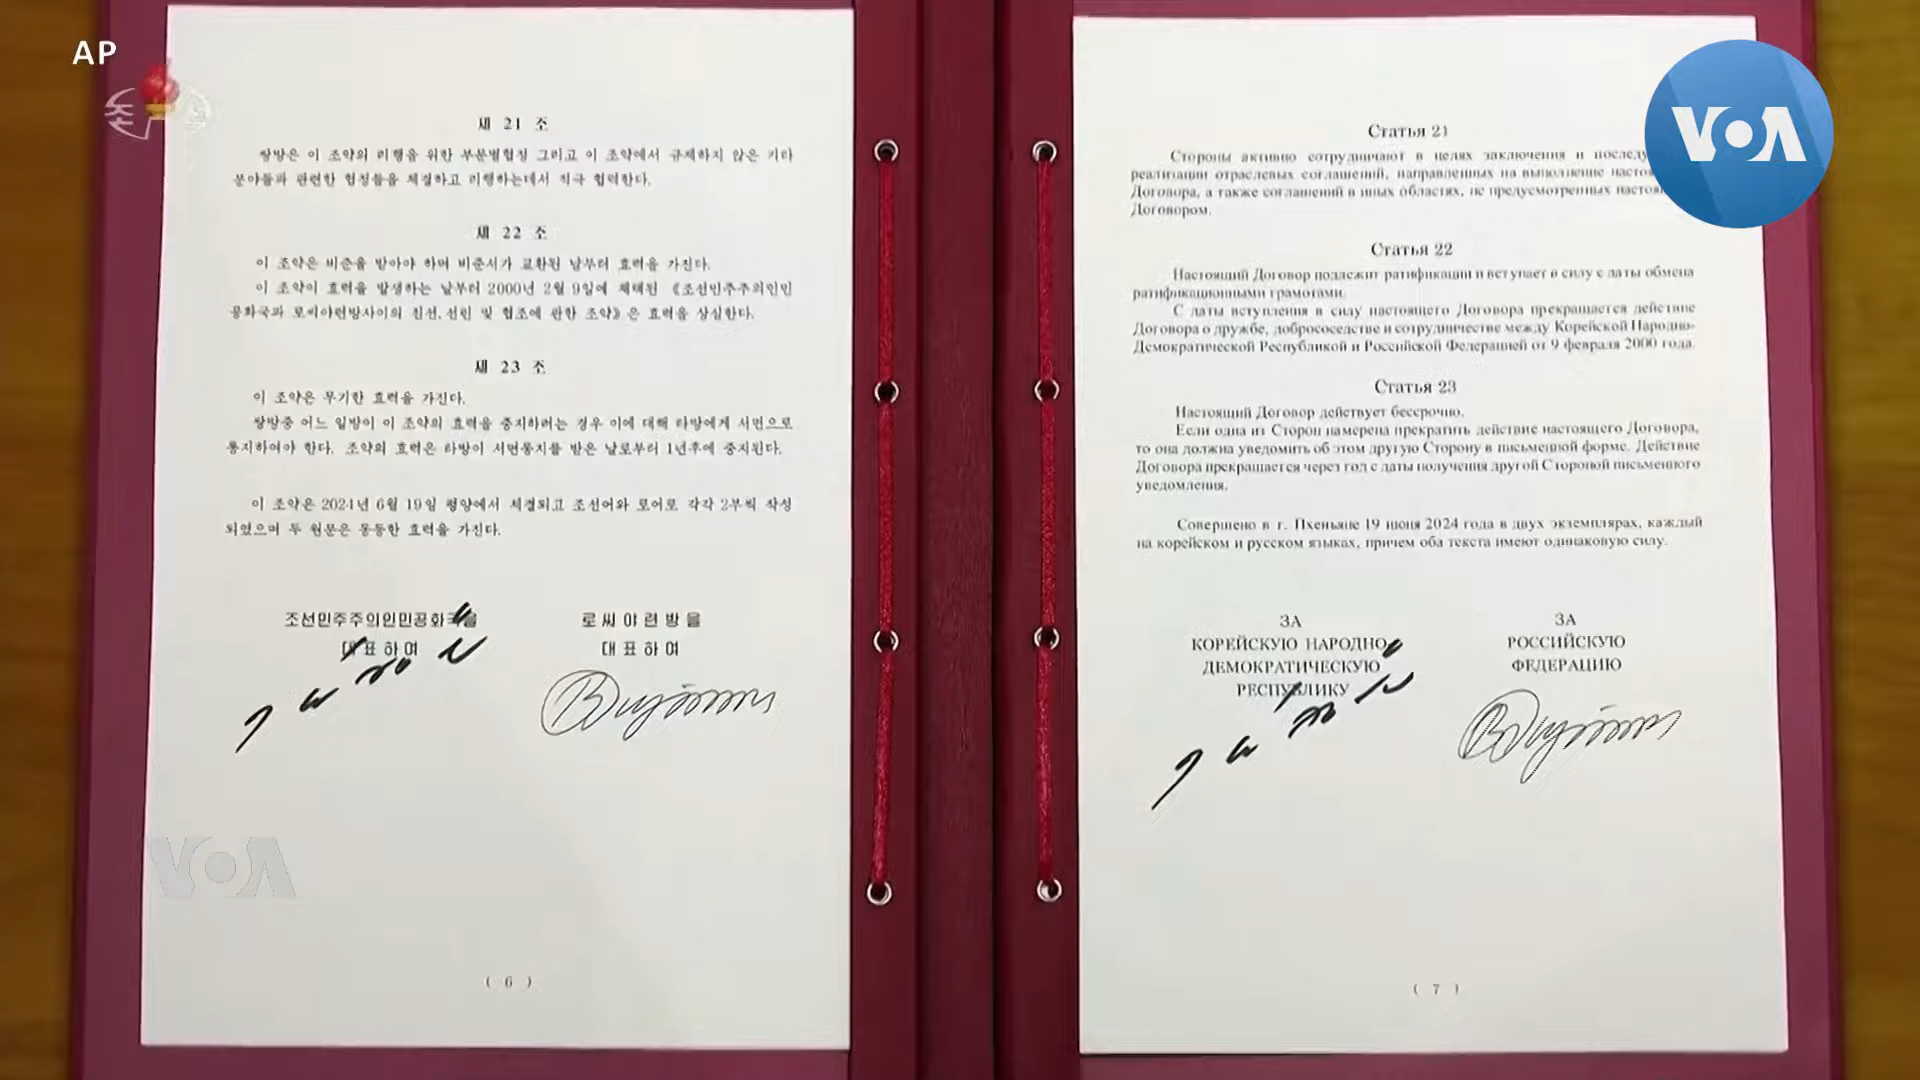 AP
VOA
제 21 조
쌍방은 이 조약의 리행을 위한 부문별협정 그리고 이 조약에서 규제하지 않은 기타
분야들과 관련한 협정들을 체결하고 리행하는데서 적극 협력한다.
제 22 조
이 조약은 비준을 받아야 하며 비준서가 교환된 날부터 효력을 가진다.
이 조약이 효력을 발생하는 날부터 2000년 2월 9일에 채택된 《조선민주주의인민
공화국과 로씨야련방사이의 친선, 선린 및 협조에 관한 조약》은 효력을 상실한다.
제 23 조
이 조약은 무기한 효력을 가진다.
쌍방중 어느 일방이 이 조약의 효력을 중지하려는 경우 이에 대해 타방에게 서면으로
통지하여야 한다. 조약의 효력은 타방이 서면통지를 받은 날로부터 1년후에 중지된다.
이 조약은 2024년 6월 19일 평양에서 체결되고 조선어와 로어로 각각 2부씩 작성
되였으며 두 원문은 동등한 효력을 가진다.
조선민주주의인민공화국을
대표하여
로씨야련방을
대표하여
VOA
( 6 )
Статья 21
Стороны активно сотрудничают в целях заключения и
реализации отраслевых соглашений, направленных на выполнение
Договора, а также соглашений в иных областях, не предусмотренных
Договором.
Статья 22
Настоящий Договор подлежит ратификации и вступает в силу с даты обмена
ратификационными грамотами.
С даты вступления в силу настоящего Договора прекращается действие
Договора о дружбе, добрососедстве и сотрудничестве между Корейской Народно-
Демократической Республикой и Российской Федерацией от 9 февраля 2000 года.
Статья 23
Настоящий Договор действует бессрочно.
Если одна из Сторон намерена прекратить действие настоящего Договора,
то она должна уведомить об этом другую Сторону в письменной форме. Действие
Договора прекращается через год с даты получения другой Стороной письменного
уведомления.
Совершено в г. Пхеньяне 19 июня 2024 года в двух экземплярах, каждый
на корейском и русском языках, причем оба текста имеют одинаковую силу.
ЗА
КОРЕЙСКУЮ НАРОДНО-
ДЕМОКРАТИЧЕСКУЮ
РЕСПУБЛИКУ
ЗА
РОССИЙСКУЮ
ФЕДЕРАЦИЮ
( 7 )